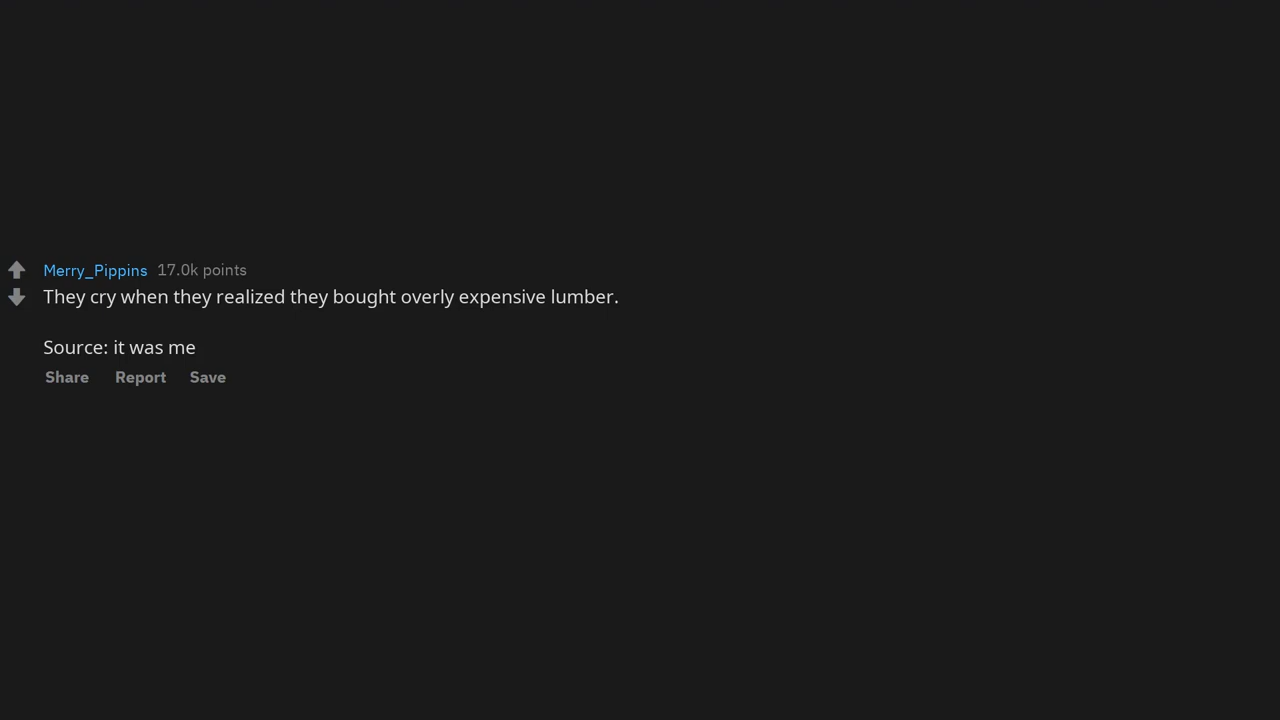 Merry_Pippins 17.0k points
They cry when they realized they bought overly expensive lumber.
Source: it was me
Share Report Save